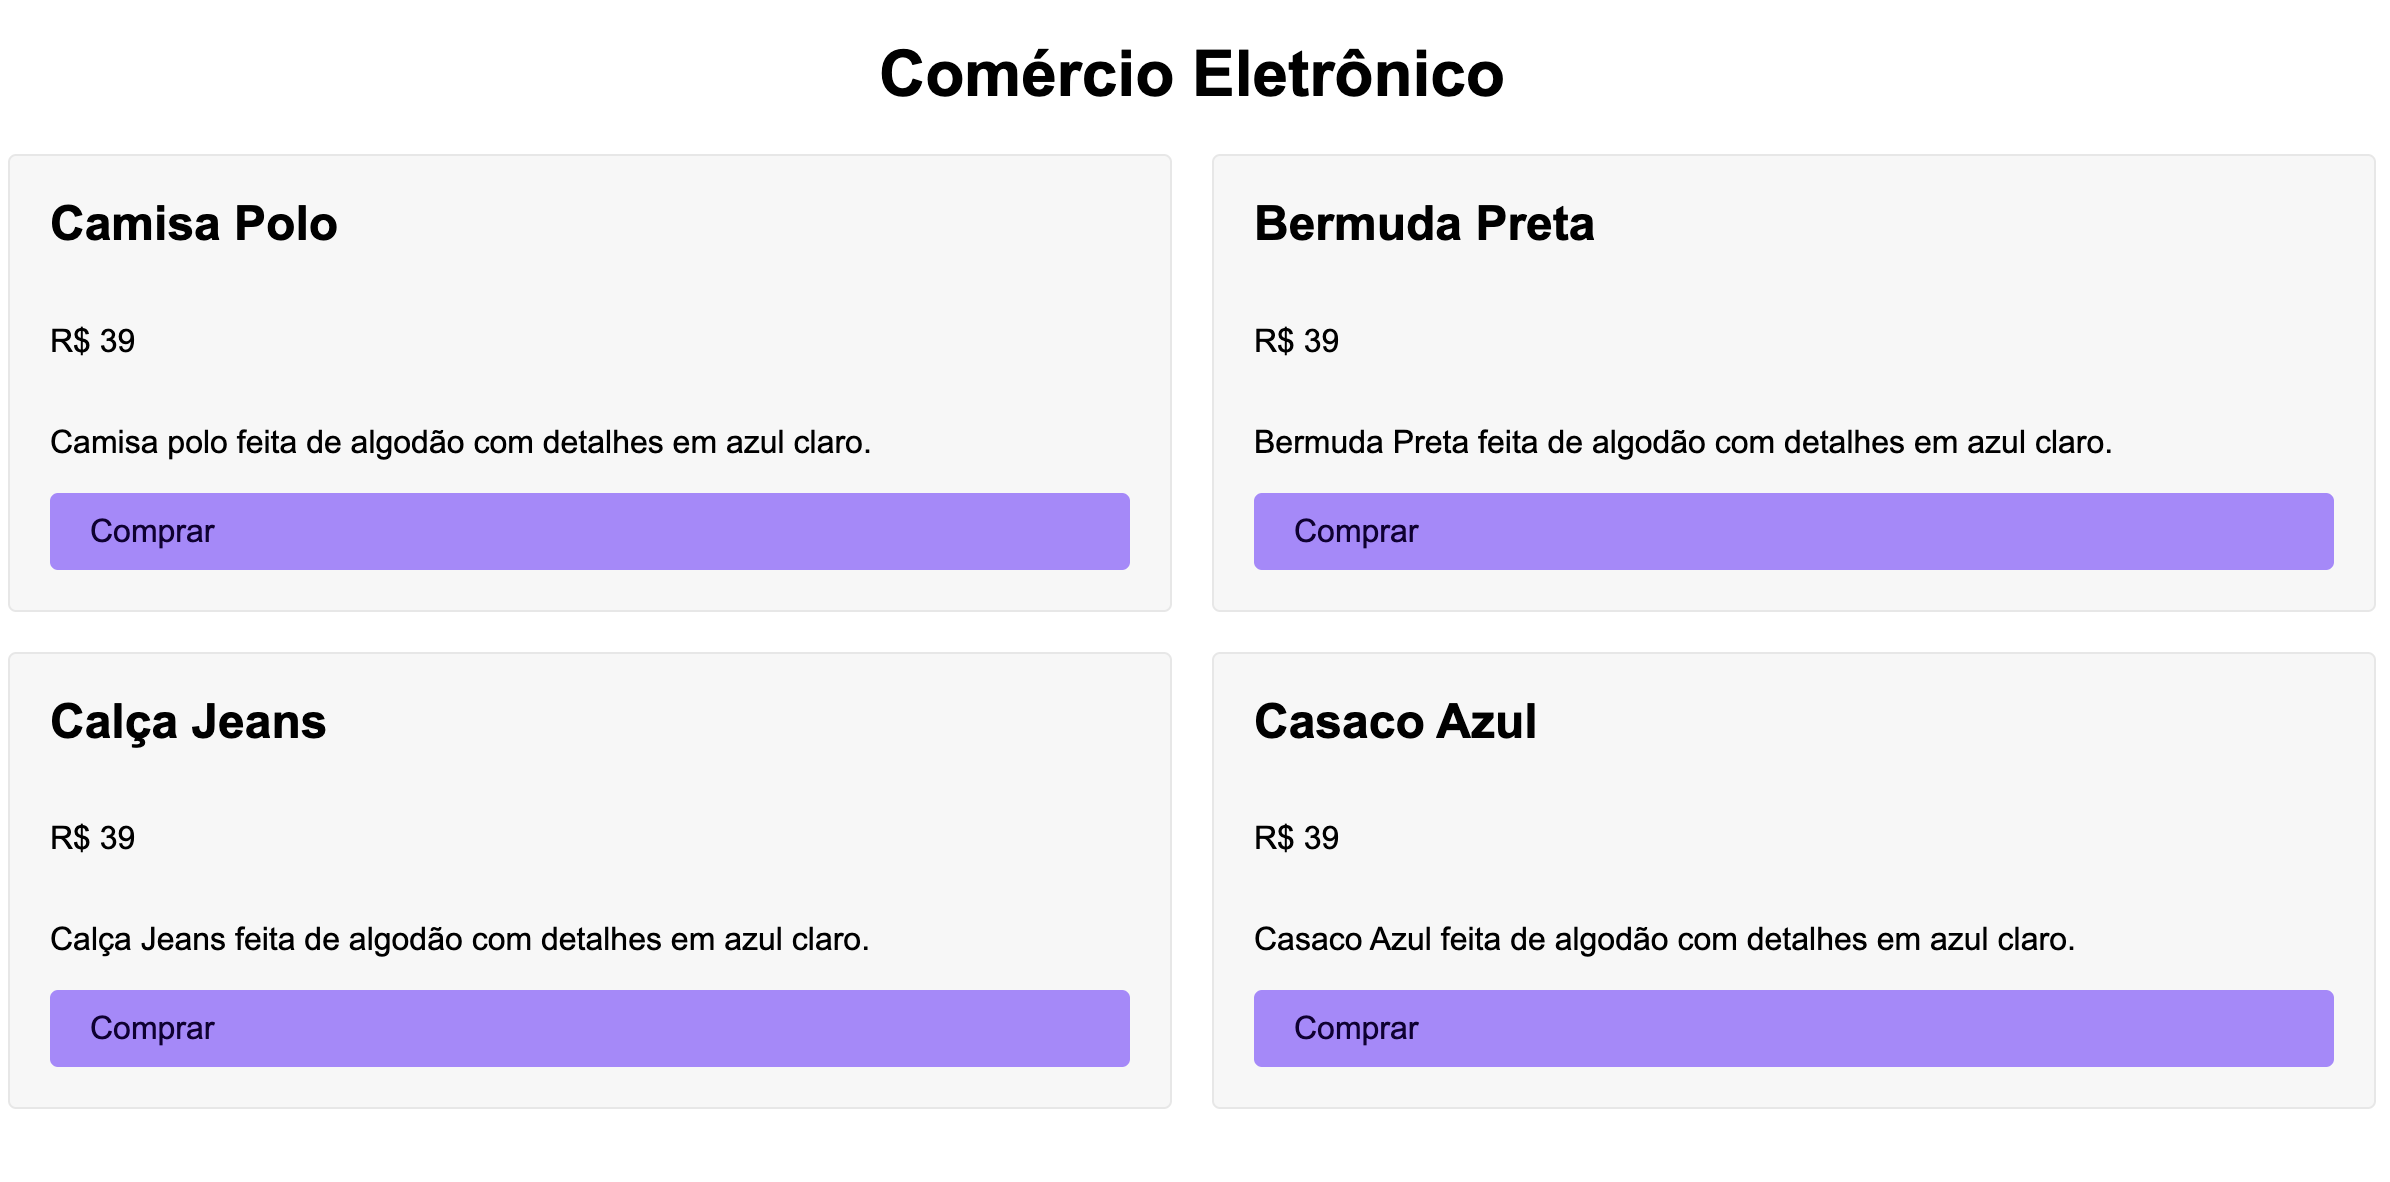 Comércio Eletrônico
Camisa Polo
R$ 39
Camisa polo feita de algodão com detalhes em azul claro.
Comprar
Bermuda Preta
R$ 39
Bermuda Preta feita de algodão com detalhes em azul claro.
Comprar
Calça Jeans
R$ 39
Calça Jeans feita de algodão com detalhes em azul claro.
Comprar
Casaco Azul
R$ 39
Casaco Azul feita de algodão com detalhes em azul claro.
Comprar